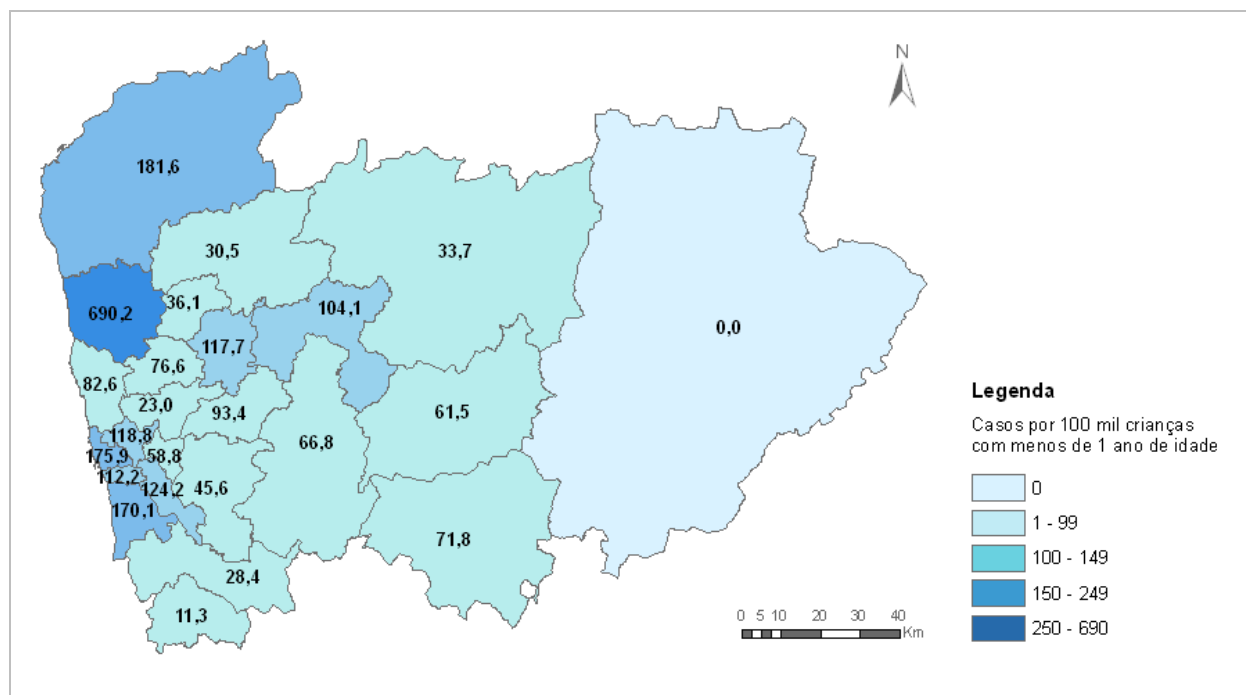 N
181,6
30,5
33,7
36,1
104,1
690,2
0,0
117,7
76,6
82,6
23,0
93,4
61,5
118,8
66,8
175,9
58,8
112,2
124,2
45,6
170,1
71,8
28,4
11,3
Legenda
Casos por 100 mil crianças
com menos de 1 ano de idade
0
1 - 99
100 - 149
150 - 249
250 - 690
0 5 10 20 30 40
Km